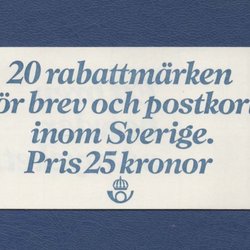 20 rabattmärken
ör brev och postkor
inom Sverige.
Pris 25 kronor